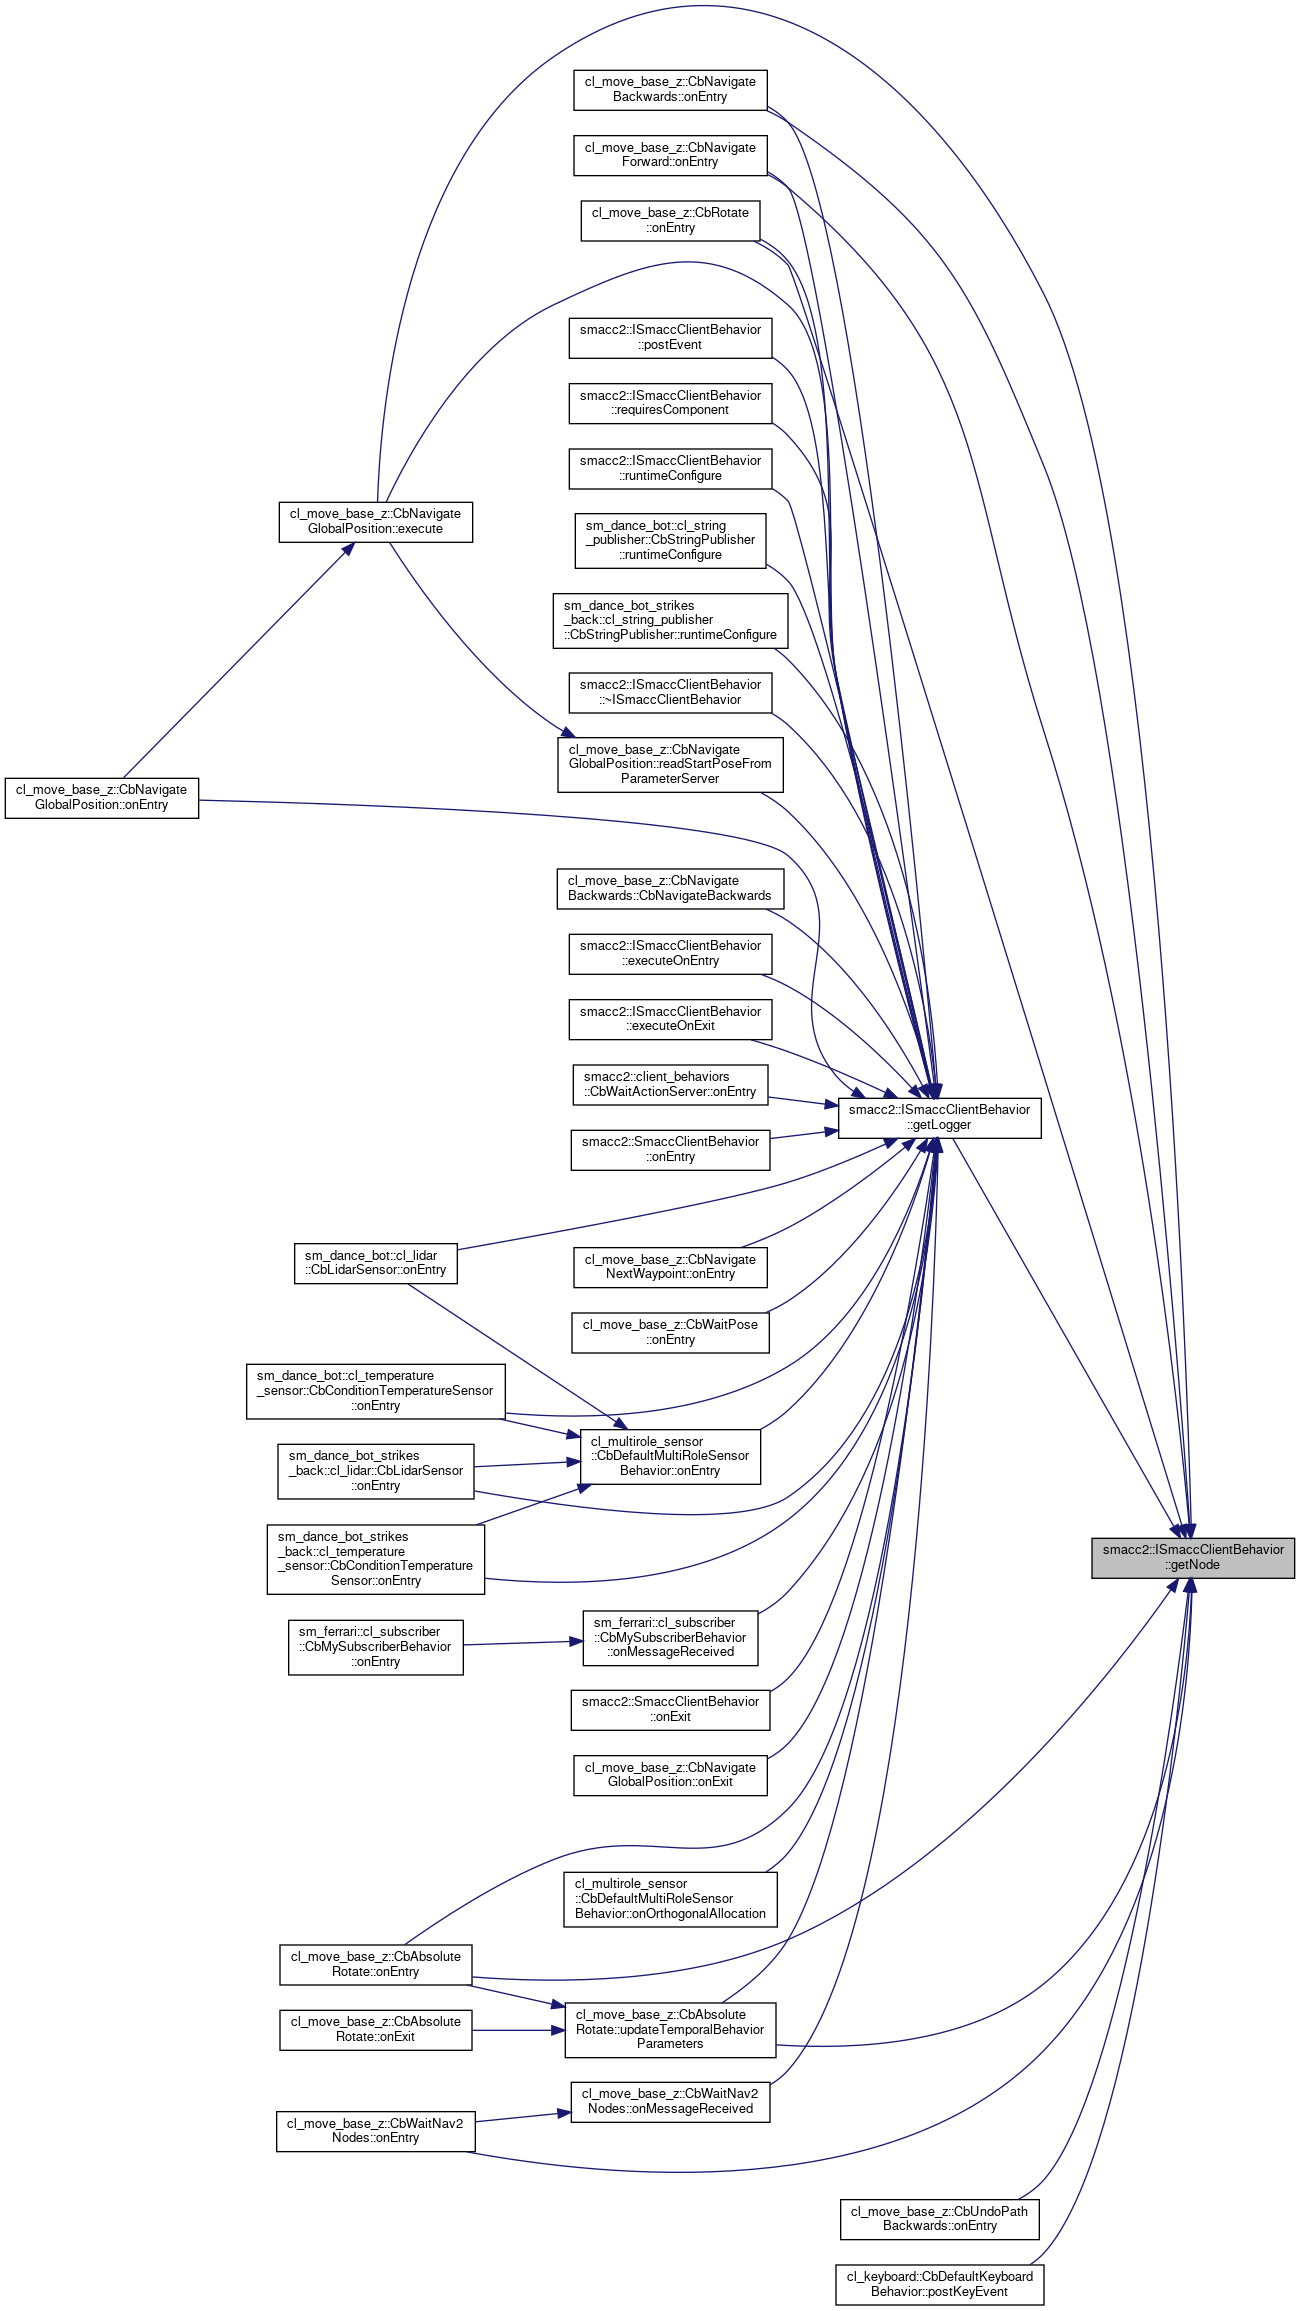 cl_move_base_z::CbNavigate
Backwards::onEntry
cl_move_base_z::CbNavigate
Forward::onEntry
cl_move_base_z::CbRotate
::onEntry
smacc2::ISmaccClientBehavior
::postEvent
smacc2::ISmaccClientBehavior
::requiresComponent
smacc2::ISmaccClientBehavior
::runtimeConfigure
cl_move_base_z::CbNavigate
GlobalPosition::execute
sm_dance_bot::cl_string
_publisher::CbStringPublisher
::runtimeConfigure
sm_dance_bot_strikes
_back::cl_string_publisher
::CbStringPublisher::runtimeConfigure
smacc2::ISmaccClientBehavior
::~ISmaccClientBehavior
cl_move_base_z::CbNavigate
GlobalPosition::readStartPoseFrom
ParameterServer
cl_move_base_z::CbNavigate
GlobalPosition::onEntry
cl_move_base_z::CbNavigate
Backwards::CbNavigateBackwards
smacc2::ISmaccClientBehavior
::executeOnEntry
smacc2::ISmaccClientBehavior
::executeOnExit
smacc2::client_behaviors
::CbWaitActionServer::onEntry
smacc2::ISmaccClientBehavior
::getLogger
smacc2::SmaccClientBehavior
::onEntry
sm_dance_bot::cl_lidar
::CbLidarSensor::onEntry
cl_move_base_z::CbNavigate
NextWaypoint::onEntry
cl_move_base_z::CbWaitPose
::onEntry
sm_dance_bot::cl_temperature
_sensor::CbConditionTemperatureSensor
::onEntry
cl_multirole_sensor
::CbDefaultMultiRoleSensor
Behavior::onEntry
sm_dance_bot_strikes
_back::cl_lidar::CbLidarSensor
::onEntry
sm_dance_bot_strikes
_back::cl_temperature
_sensor::CbConditionTemperature
Sensor::onEntry
smacc2::ISmaccClientBehavior
::getNode
sm_ferrari::cl_subscriber
::CbMySubscriberBehavior
::onEntry
sm_ferrari::cl_subscriber
::CbMySubscriberBehavior
::onMessageReceived
smacc2::SmaccClientBehavior
::onExit
cl_move_base_z::CbNavigate
GlobalPosition::onExit
cl_multirole_sensor
::CbDefaultMultiRoleSensor
Behavior::onOrthogonalAllocation
cl_move_base_z::CbAbsolute
Rotate::onEntry
cl_move_base_z::CbAbsolute
Rotate::onExit
cl_move_base_z::CbAbsolute
Rotate::updateTemporalBehavior
Parameters
cl_move_base_z::CbWaitNav2
Nodes::onMessageReceived
cl_move_base_z::CbWaitNav2
Nodes::onEntry
cl_move_base_z::CbUndoPath
Backwards::onEntry
cl_keyboard::CbDefaultKeyboard
Behavior::postKeyEvent